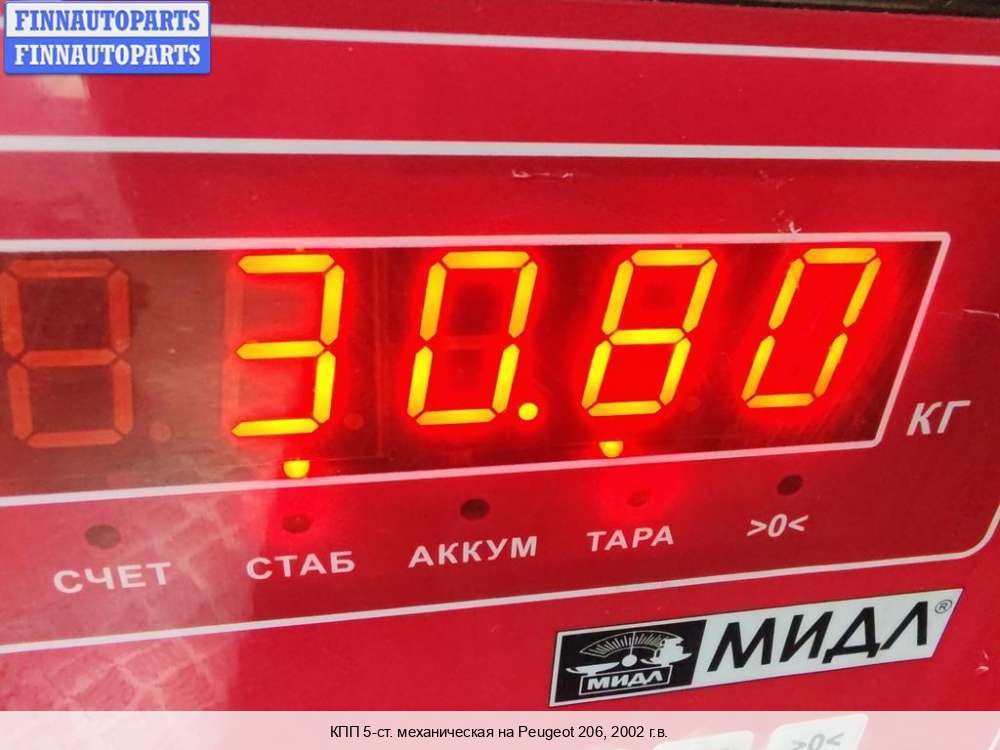 FINNAUTOPARTS
FINNAUTOPARTS
30.80
КГ
СЧЕТ СТАБ АККУМ ТАРА >0<
МИДЛ МИДЛ®
>0<
КПП 5-ст. механическая на Peugeot 206, 2002 г.в.